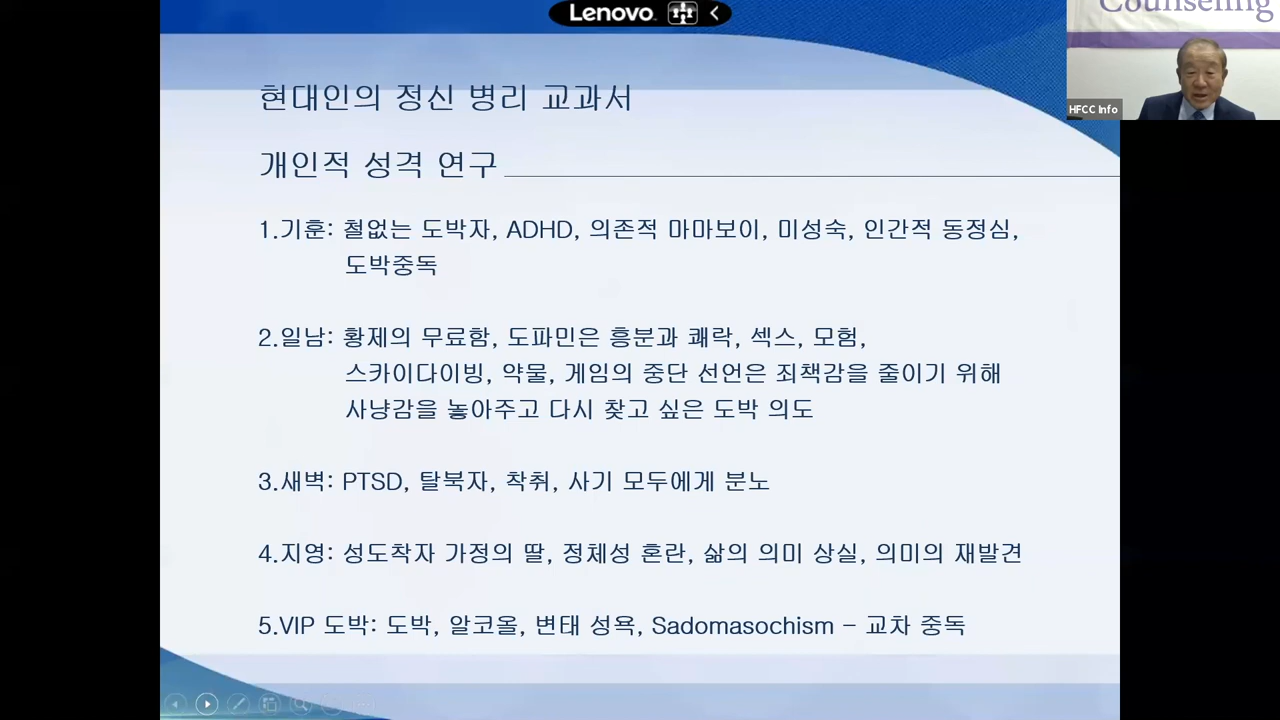 Lenovo
Counseling
HFCC Info
현대인의 정신 병리 교과서
개인적 성격 연구
1.기훈: 철없는 도박자, ADHD, 의존적 마마보이, 미성숙, 인간적 동정심,
도박중독
2.일남: 황제의 무료함, 도파민은 흥분과 쾌락, 섹스, 모험,
스카이다이빙, 약물, 게임의 중단 선언은 죄책감을 줄이기 위해
사냥감을 놓아주고 다시 찾고 싶은 도박 의도
3.새벽: PTSD, 탈북자, 착취, 사기 모두에게 분노
4.지영: 성도착자 가정의 딸, 정체성 혼란, 삶의 의미 상실, 의미의 재발견
5.VIP 도박: 도박, 알코올, 변태 성욕, Sadomasochism – 교차 중독